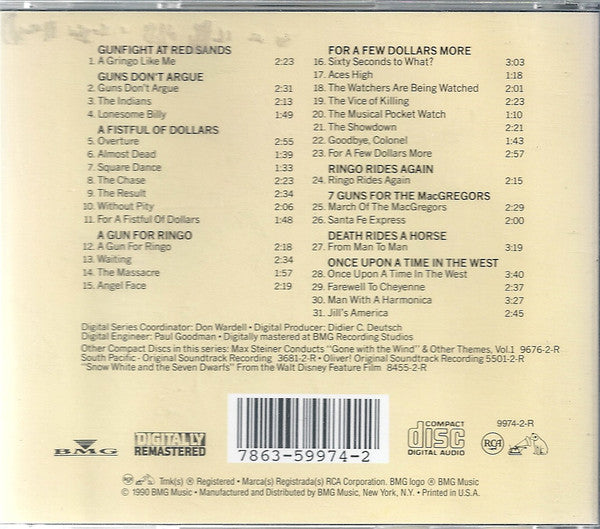 GUNFIGHT AT RED SANDS
1. A Gringo Like Me 2:23
GUNS DON'T ARGUE
2. Guns Don't Argue 2:31
3. The Indians 2:13
4. Lonesome Billy 1:49
A FISTFUL OF DOLLARS
5. Overture 2:55
6. Almost Dead 1:39
7. Square Dance 1:33
8. The Chase 2:23
9. The Result 2:34
10. Without Pity 2:06
11. For A Fistful Of Dollars 1:48
A GUN FOR RINGO
12. A Gun For Ringo 2:18
13. Waiting 2:34
14. The Massacre 1:57
15. Angel Face 2:19
FOR A FEW DOLLARS MORE
16. Sixty Seconds to What? 3:03
17. Aces High 1:18
18. The Watchers Are Being Watched 2:01
19. The Vice of Killing 2:23
20. The Musical Pocket Watch 1:10
21. The Showdown 2:21
22. Goodbye, Colonel 1:43
23. For A Few Dollars More 2:57
RINGO RIDES AGAIN
24. Ringo Rides Again 2:15
7 GUNS FOR THE MacGREGORS
25. March Of The MacGregors 2:29
26. Santa Fe Express 2:00
DEATH RIDES A HORSE
27. From Man To Man 3:19
ONCE UPON A TIME IN THE WEST
28. Once Upon A Time In The West 3:40
29. Farewell To Cheyenne 2:37
30. Man With A Harmonica 3:27
31. Jill's America 2:45
Digital Series Coordinator: Don Wardell • Digital Producer: Didier C. Deutsch
Digital Engineer: Paul Goodman • Digitally mastered at BMG Recording Studios
Other Compact Discs in this series: Max Steiner Conducts "Gone with the Wind" & Other Themes, Vol.1 9676-2-R
South Pacific - Original Soundtrack Recording 3681-2-R • Oliver! Original Soundtrack Recording 5501-2-R
"Snow White and the Seven Dwarfs" From the Walt Disney Feature Film 8455-2-R
BMG
DIGITALLY
REMASTERED
7863-59974-2
COMPACT
disc
DIGITAL AUDIO
9974-2-R
RCA
Tmk(s) ® Registered • Marca(s) Registrada(s) RCA Corporation. BMG logo ® BMG Music
© 1990 BMG Music • Manufactured and Distributed by BMG Music, New York, N.Y. • Printed in U.S.A.